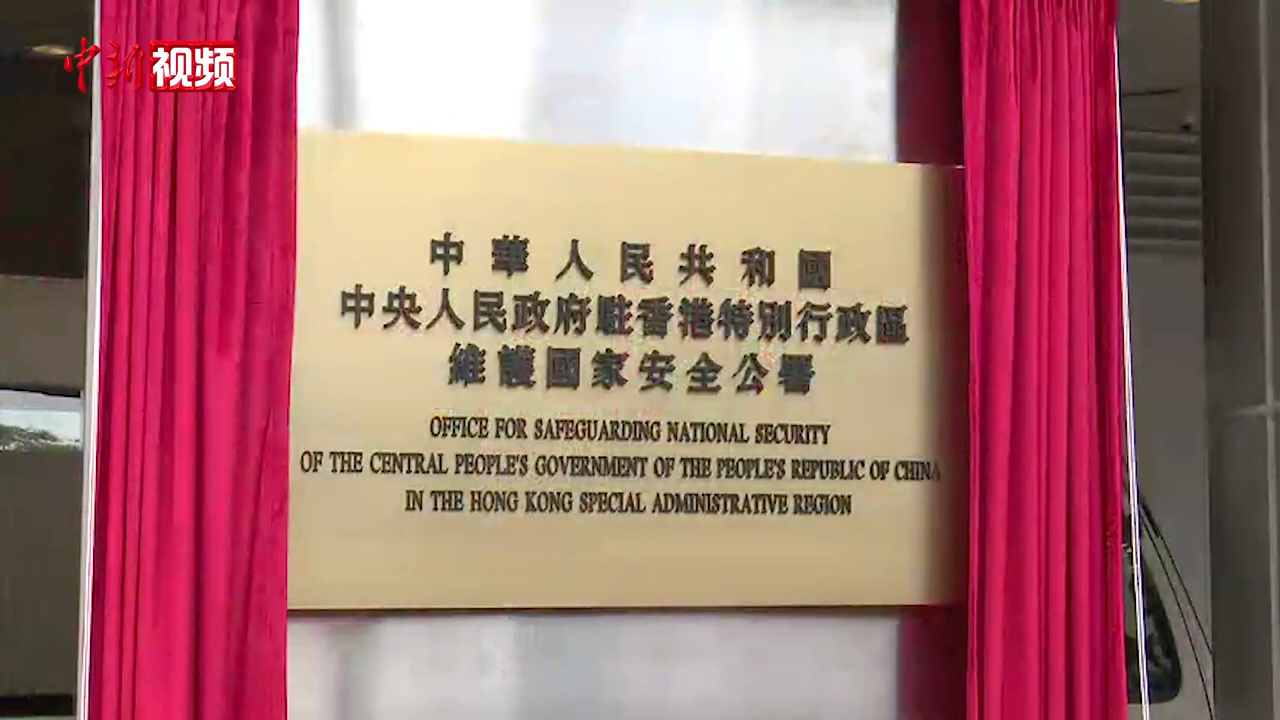 中新视频
中華人民共和國
中央人民政府駐香港特別行政區
維護國家安全公署
OFFICE FOR SAFEGUARDING NATIONAL SECURITY
OF THE CENTRAL PEOPLE'S GOVERNMENT OF THE PEOPLE'S REPUBLIC OF CHINA
IN THE HONG KONG SPECIAL ADMINISTRATIVE REGION